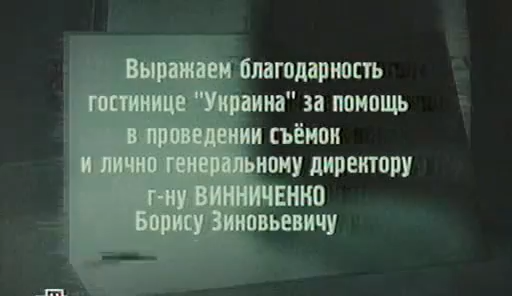 Выражаем благодарность
гостинице "Украина" за помощь
в проведении съёмок
и лично генеральному директору
г-ну ВИННИЧЕНКО
Борису Зиновьевичу